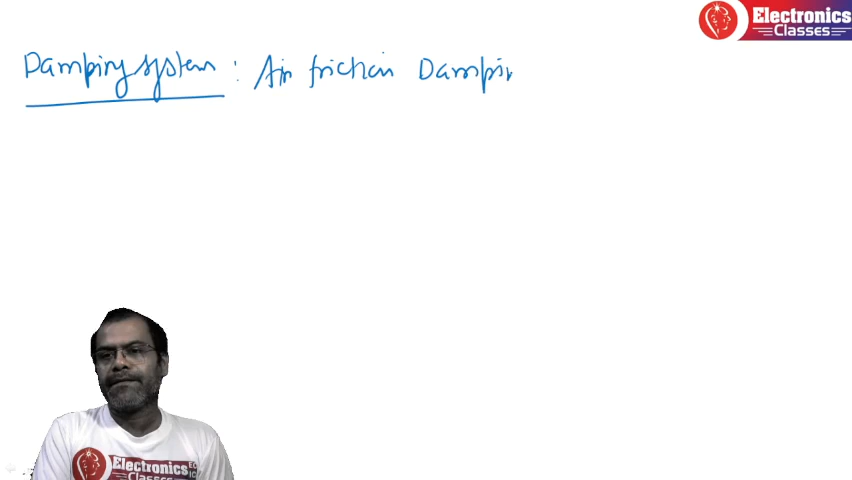 Electronics
Classes
Damping system : Air friction Dampin
Electronics
Classes